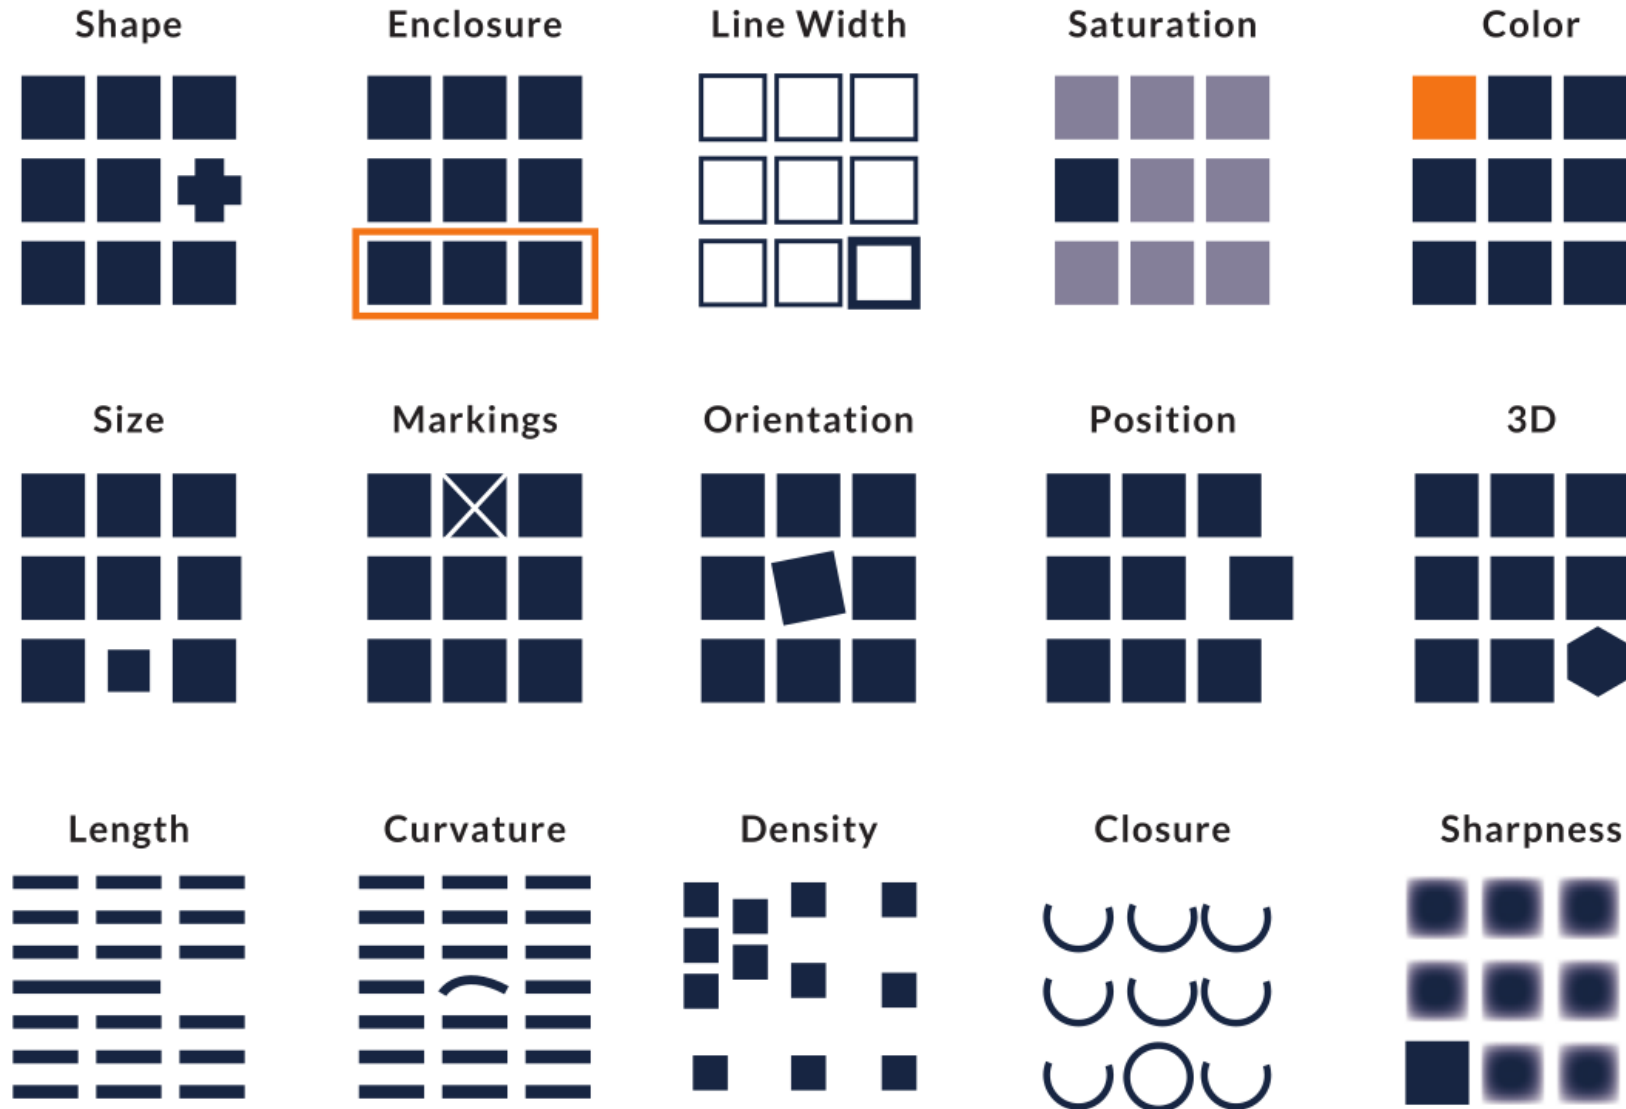 Shape
Enclosure
Line Width
Saturation
Color
Size
Markings
Orientation
Position
3D
Length
Curvature
Density
Closure
Sharpness